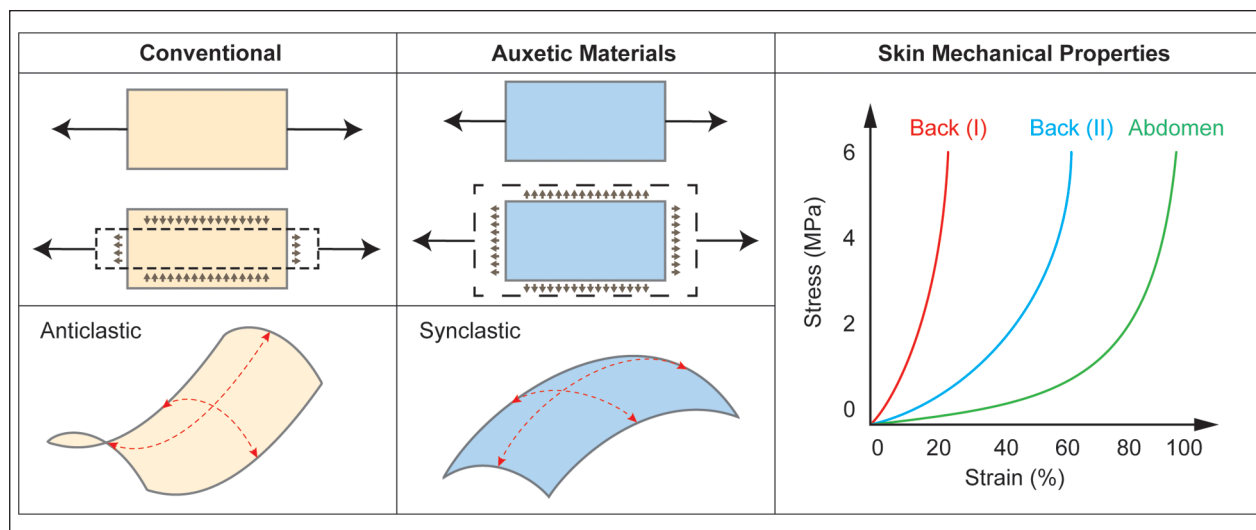 Conventional
Auxetic Materials
Skin Mechanical Properties
Anticlastic
Synclastic
Back (I)
Back (II)
Abdomen
6
4
2
0
Stress (MPa)
0
20
40
60
80
100
Strain (%)